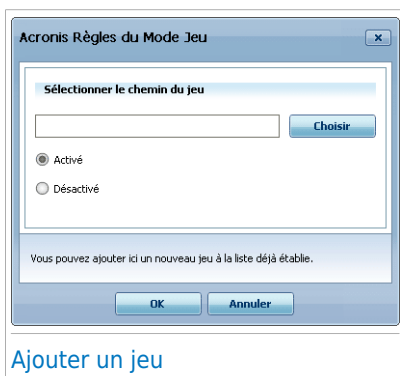 Acronis Règles du Mode Jeu
Sélectionner le chemin du jeu
Choisir
Activé
Désactivé
Vous pouvez ajouter ici un nouveau jeu à la liste déjà établie.
OK
Annuler
Ajouter un jeu